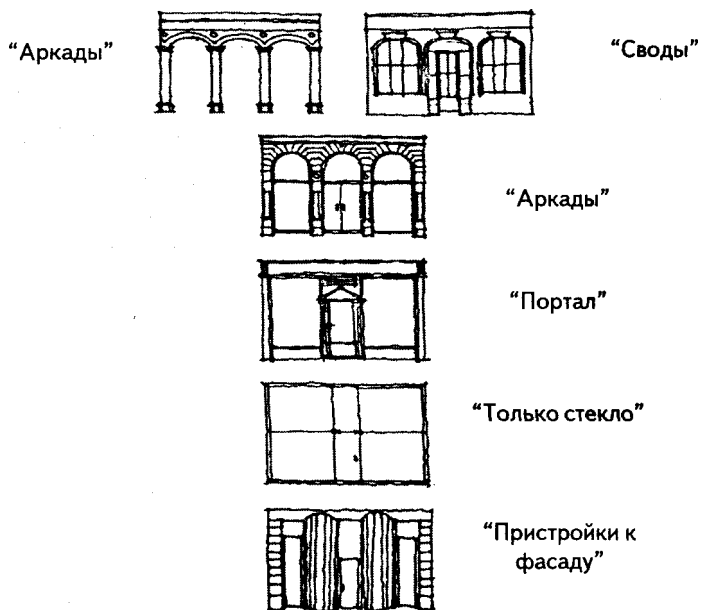 “Аркады”
“Своды”
“Аркады”
“Портал”
“Только стекло”
“Пристройки к
фасаду”